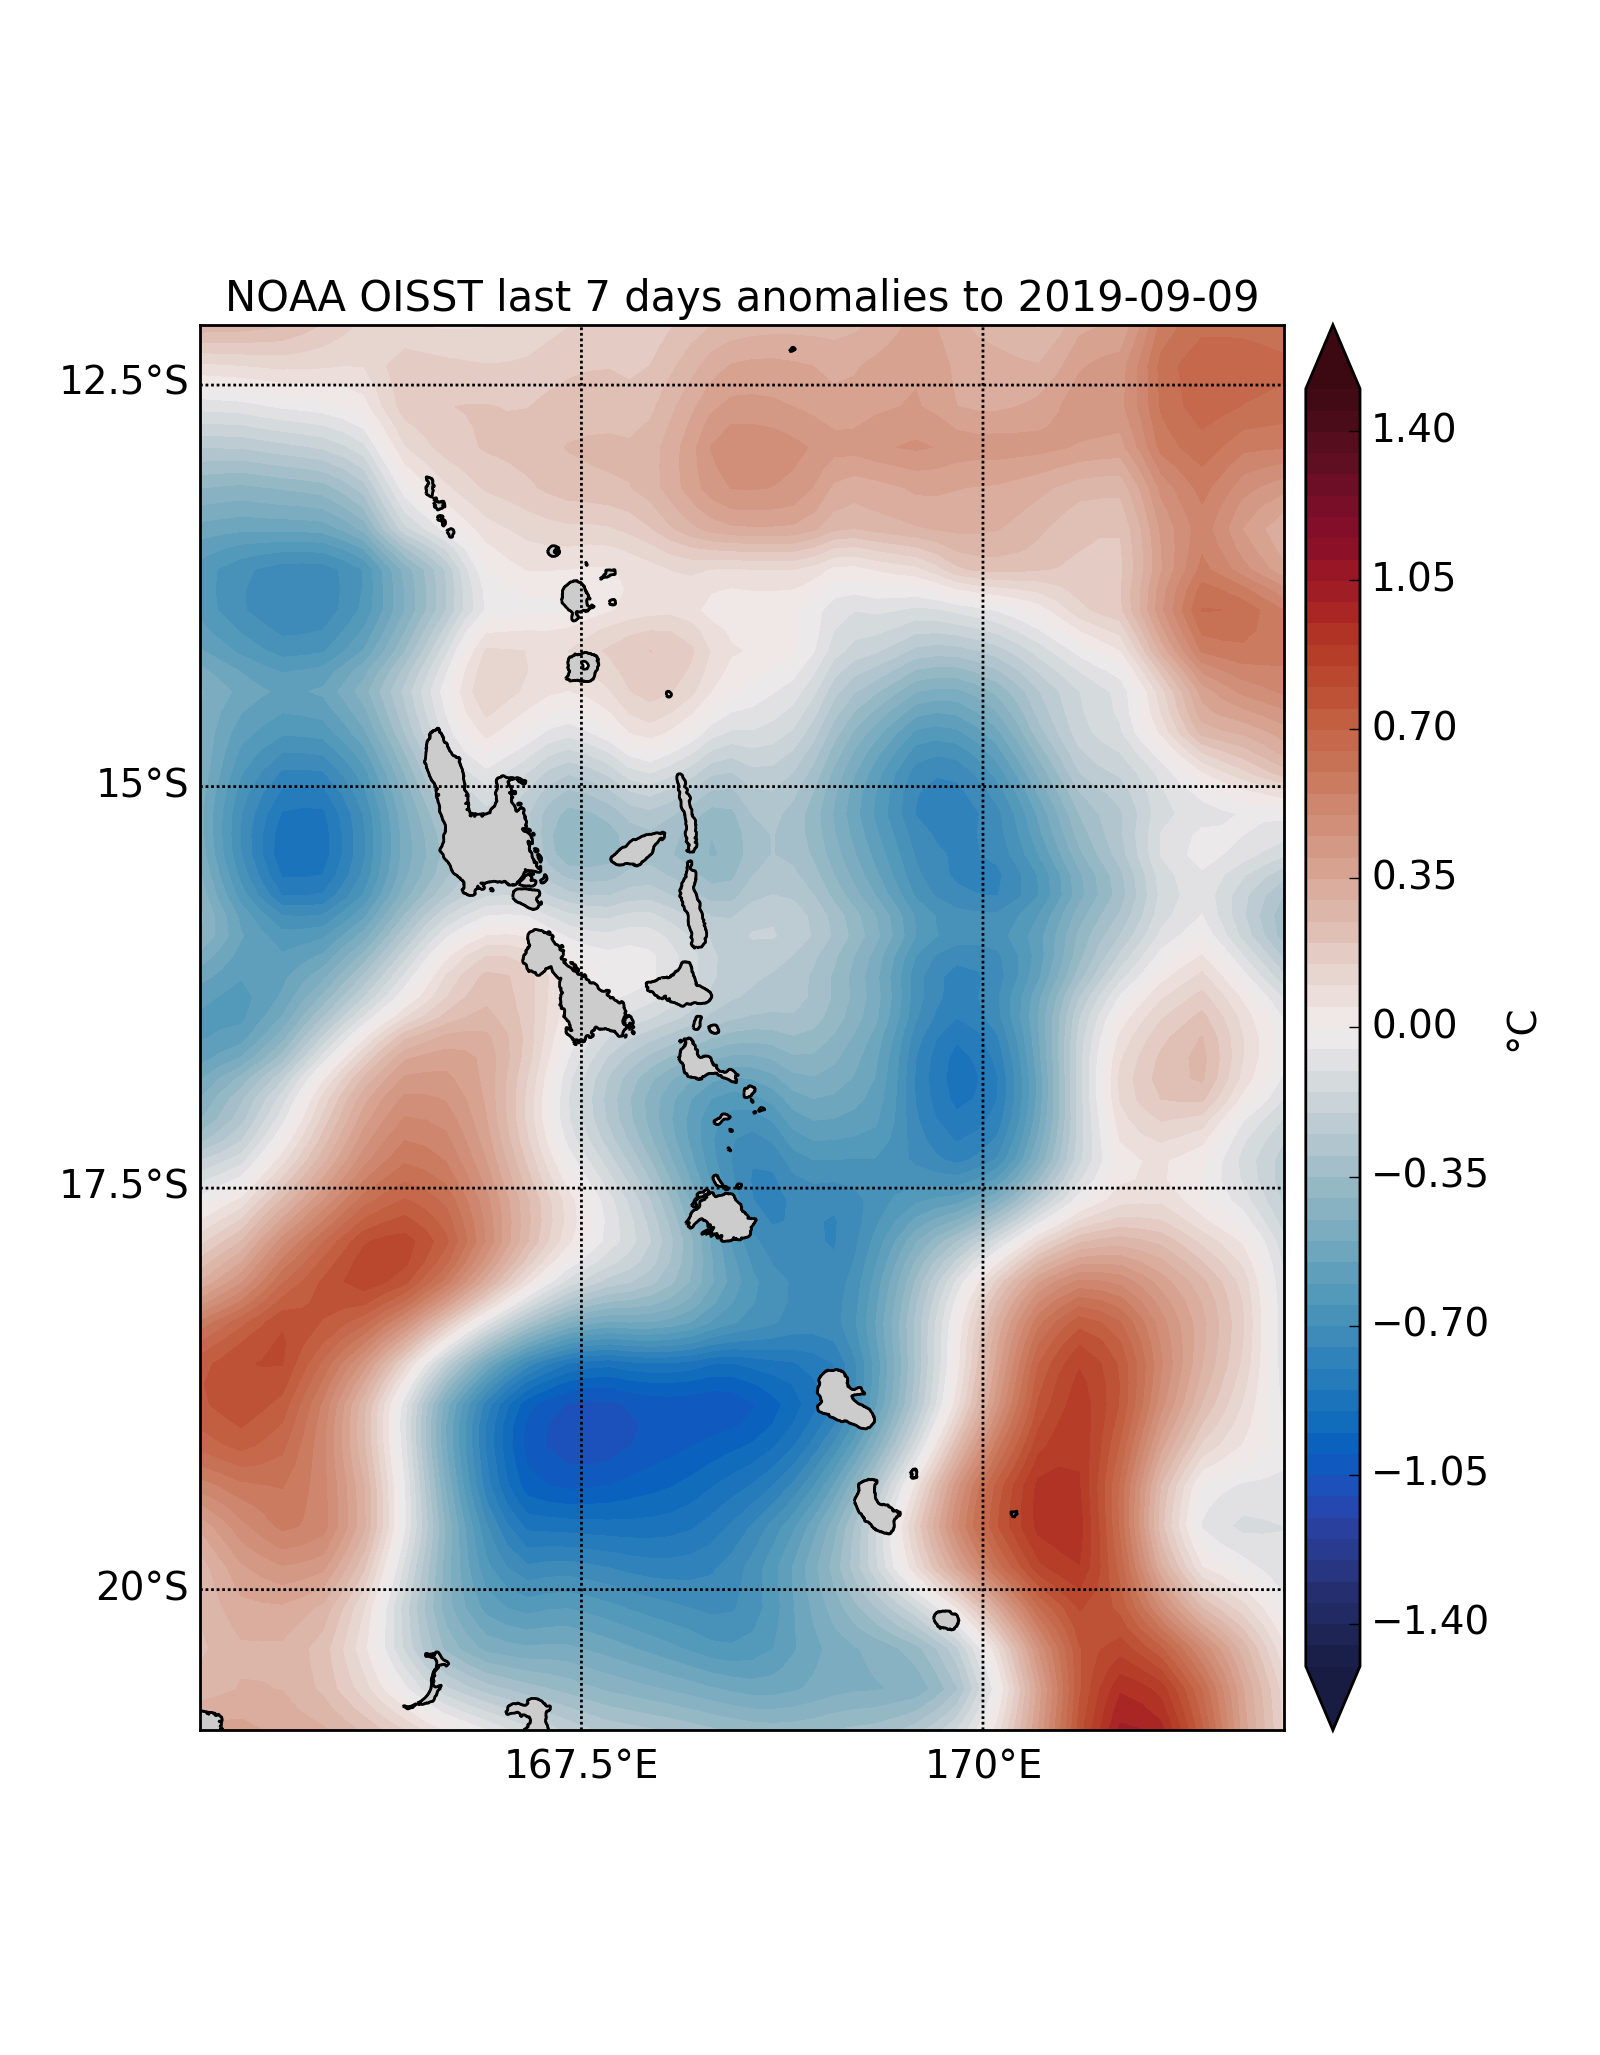 NOAA OISST last 7 days anomalies to 2019-09-09
12.5°S
15°S
17.5°S
20°S
167.5°E
170°E
1.40
1.05
0.70
0.35
0.00
−0.35
−0.70
−1.05
−1.40
°C